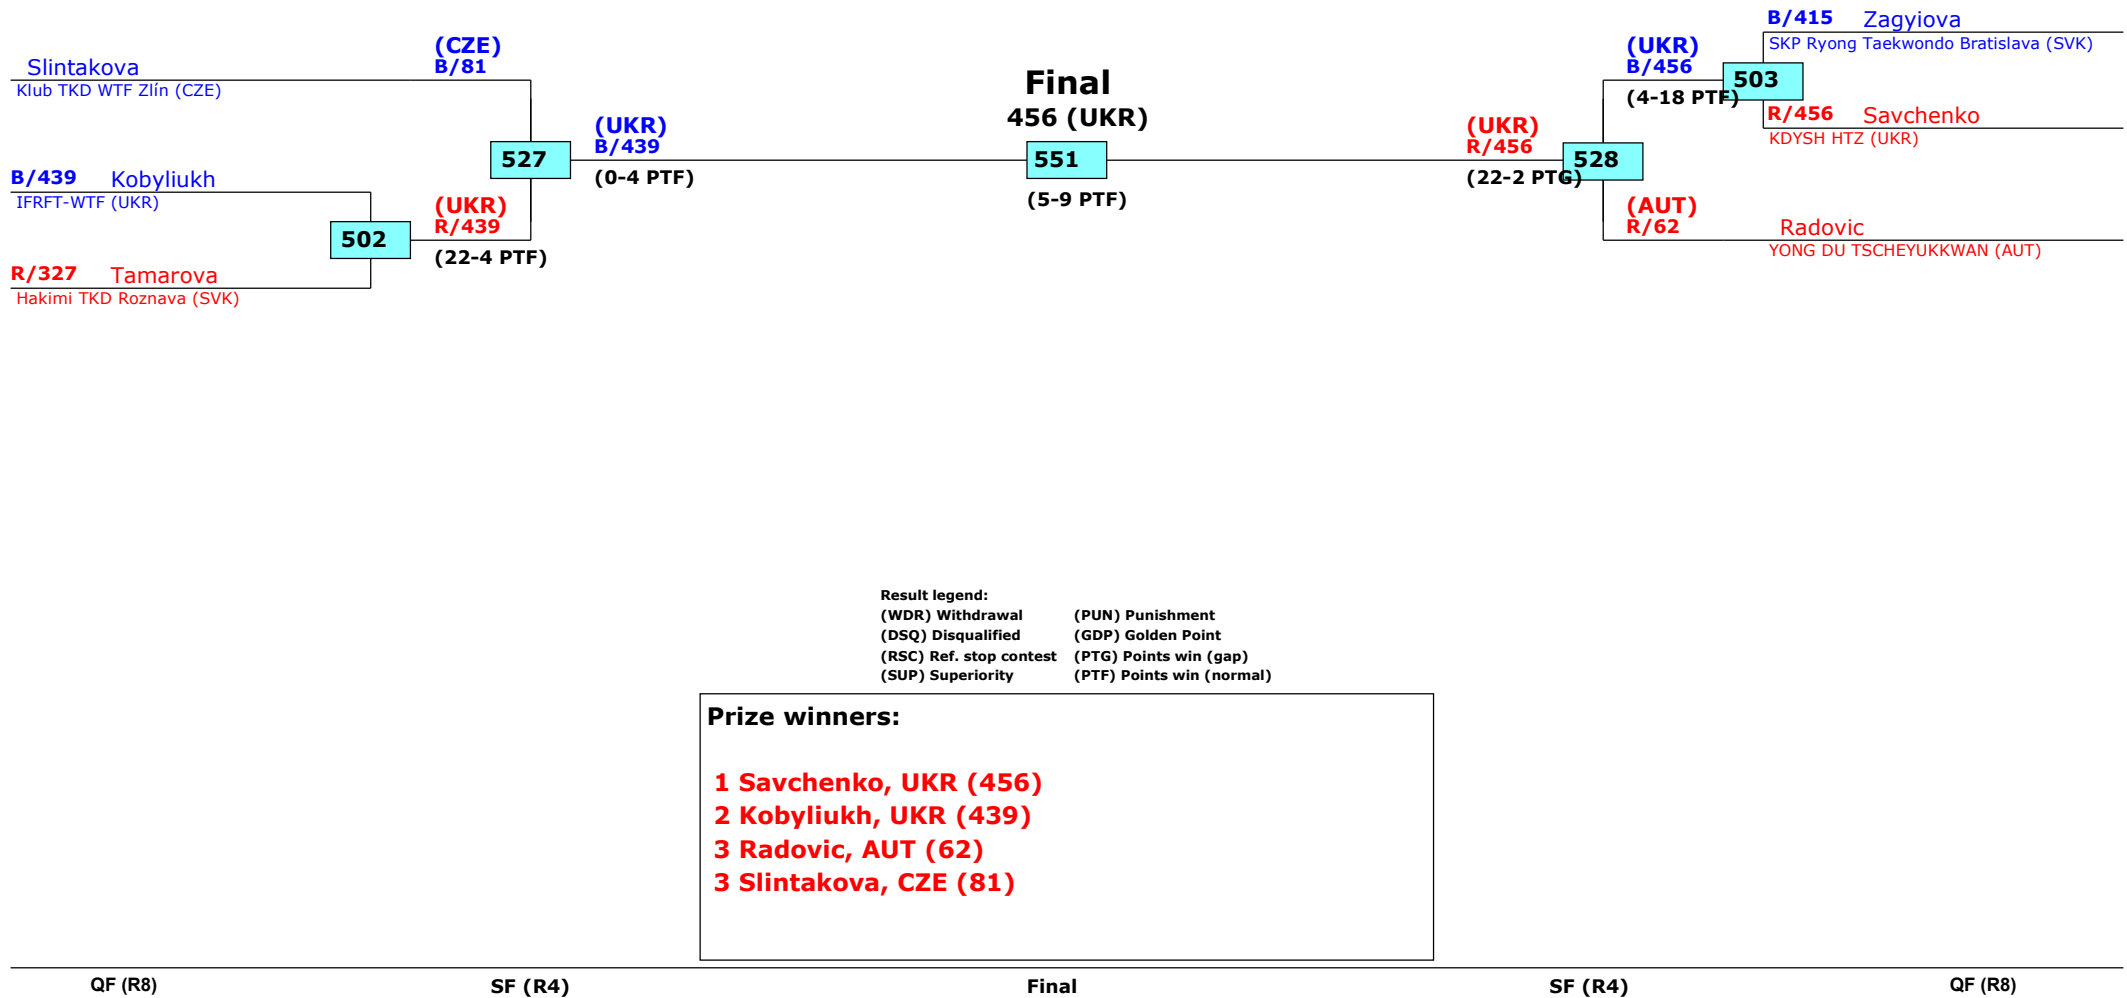 Slintakova
Klub TKD WTF Zlín (CZE)
(CZE)
B/81
B/439 Kobyliukh
IFRFT-WTF (UKR)
502
R/327 Tamarova
Hakimi TKD Roznava (SVK)
(UKR)
R/439
(22-4 PTF)
527
(UKR)
B/439
(0-4 PTF)
Final
456 (UKR)
551
(5-9 PTF)
(UKR)
R/456
(22-2 PTG)
528
(UKR)
B/456
(4-18 PTF)
503
B/415 Zagyiova
SKP Ryong Taekwondo Bratislava (SVK)
R/456 Savchenko
KDYSH HTZ (UKR)
(AUT)
R/62
Radovic
YONG DU TSCHEYUKKWAN (AUT)
Result legend:
(WDR) Withdrawal (PUN) Punishment
(DSQ) Disqualified (GDP) Golden Point
(RSC) Ref. stop contest (PTG) Points win (gap)
(SUP) Superiority (PTF) Points win (normal)
Prize winners:
1 Savchenko, UKR (456)
2 Kobyliukh, UKR (439)
3 Radovic, AUT (62)
3 Slintakova, CZE (81)
QF (R8) SF (R4) Final SF (R4) QF (R8)